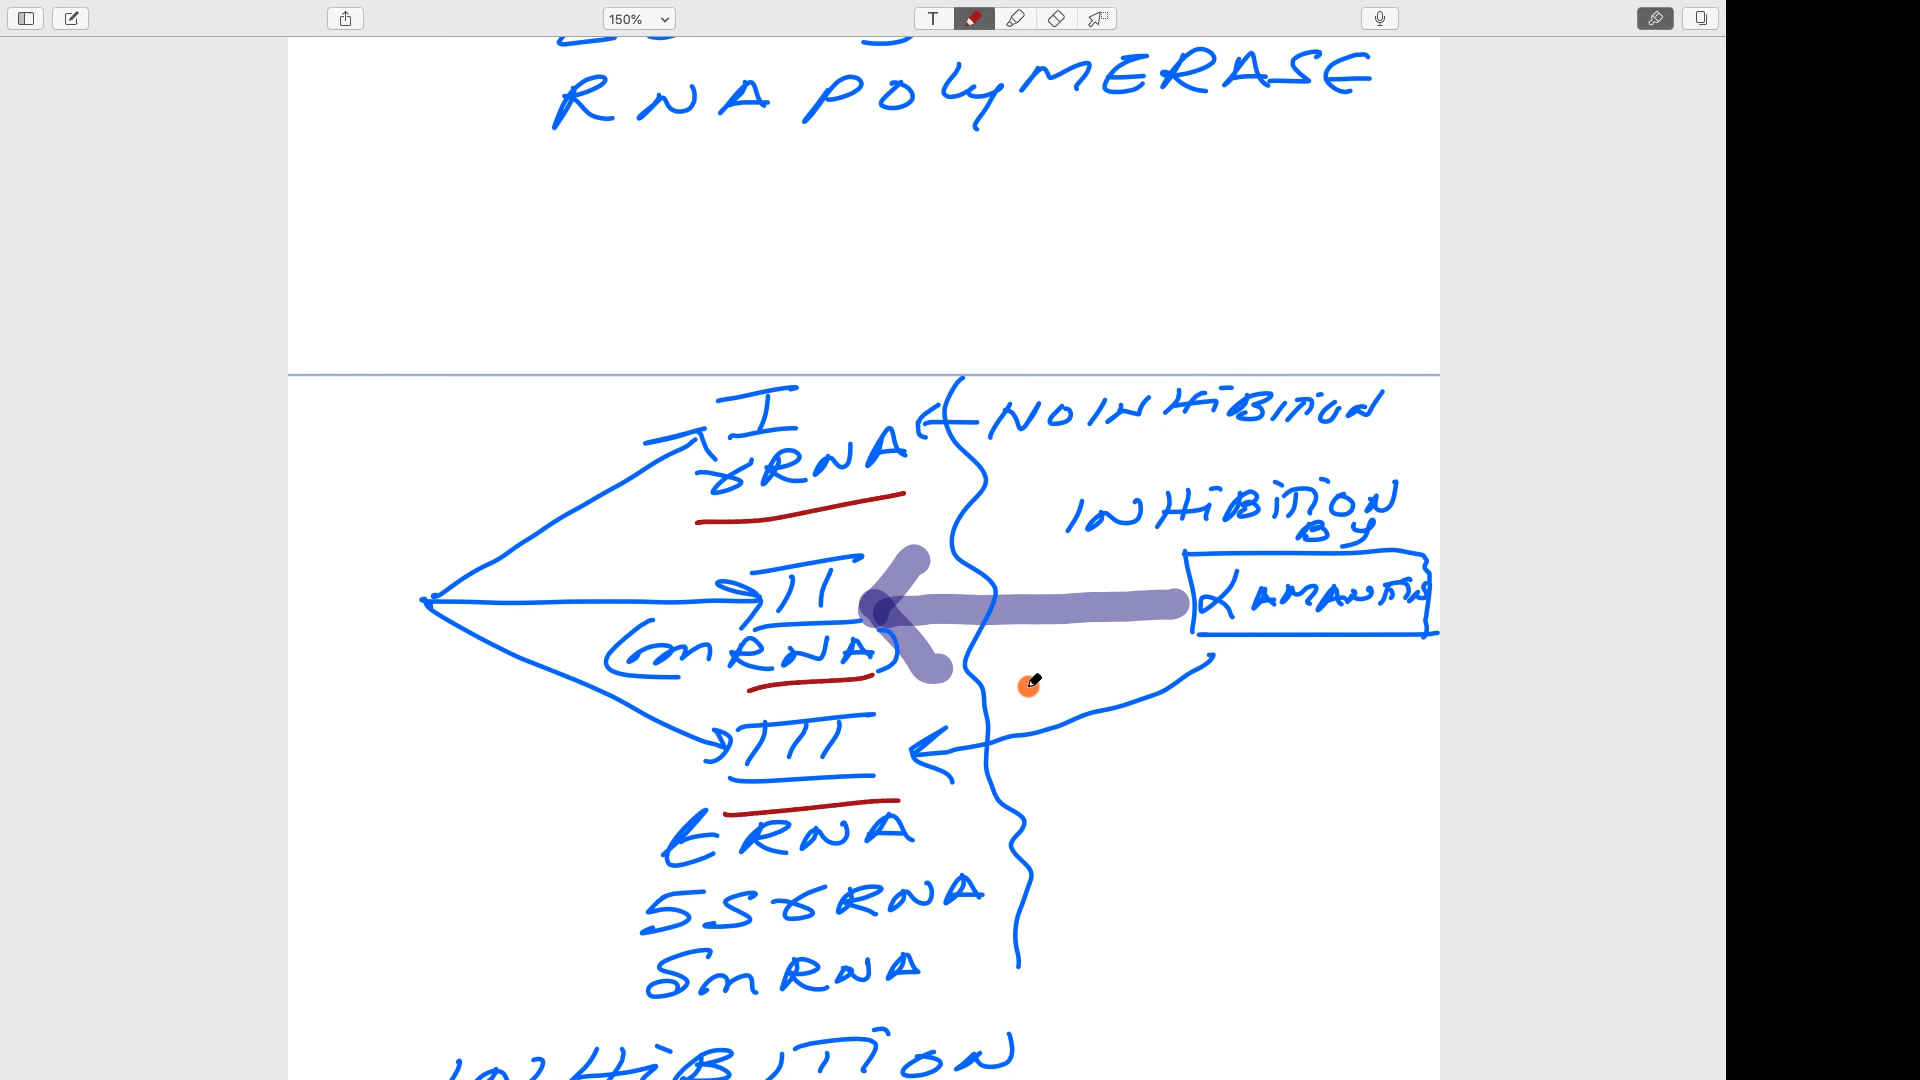 150%
T
RNA POLYMERASE
I
rRNA
NO INHIBITION
INHIBITION
BY
α AMANITIN
II
(mRNA)
III
tRNA
5S rRNA
SnRNA
INHIBITION